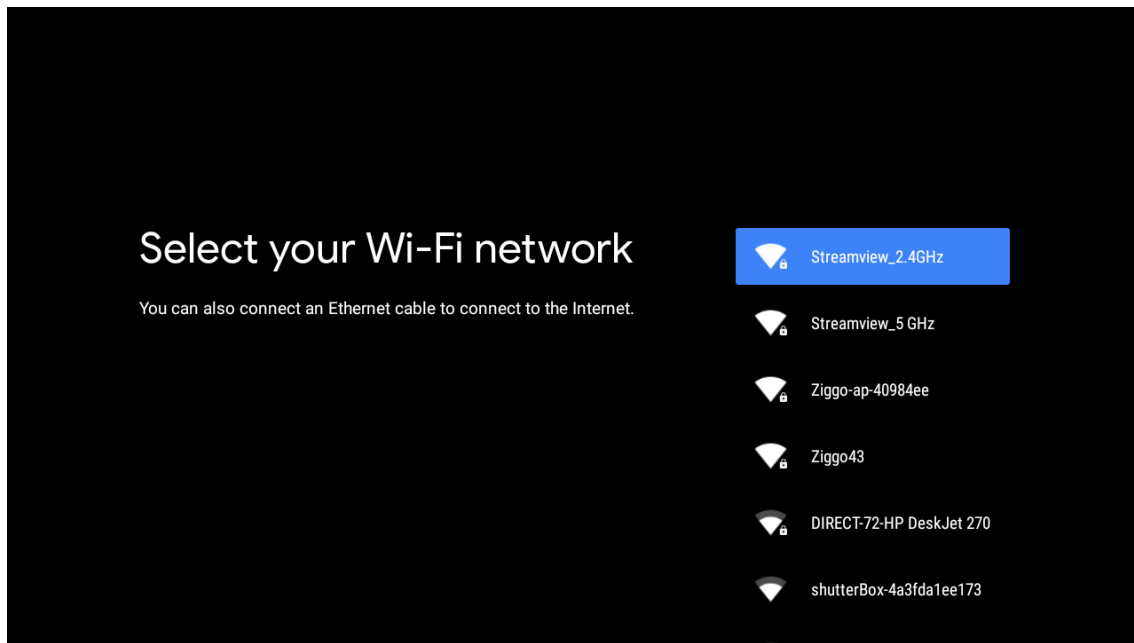 Select your Wi-Fi network
You can also connect an Ethernet cable to connect to the Internet.
Streamview_2.4GHz
Streamview_5 GHz
Ziggo-ap-40984ee
Ziggo43
DIRECT-72-HP DeskJet 270
shutterBox-4a3fda1ee173